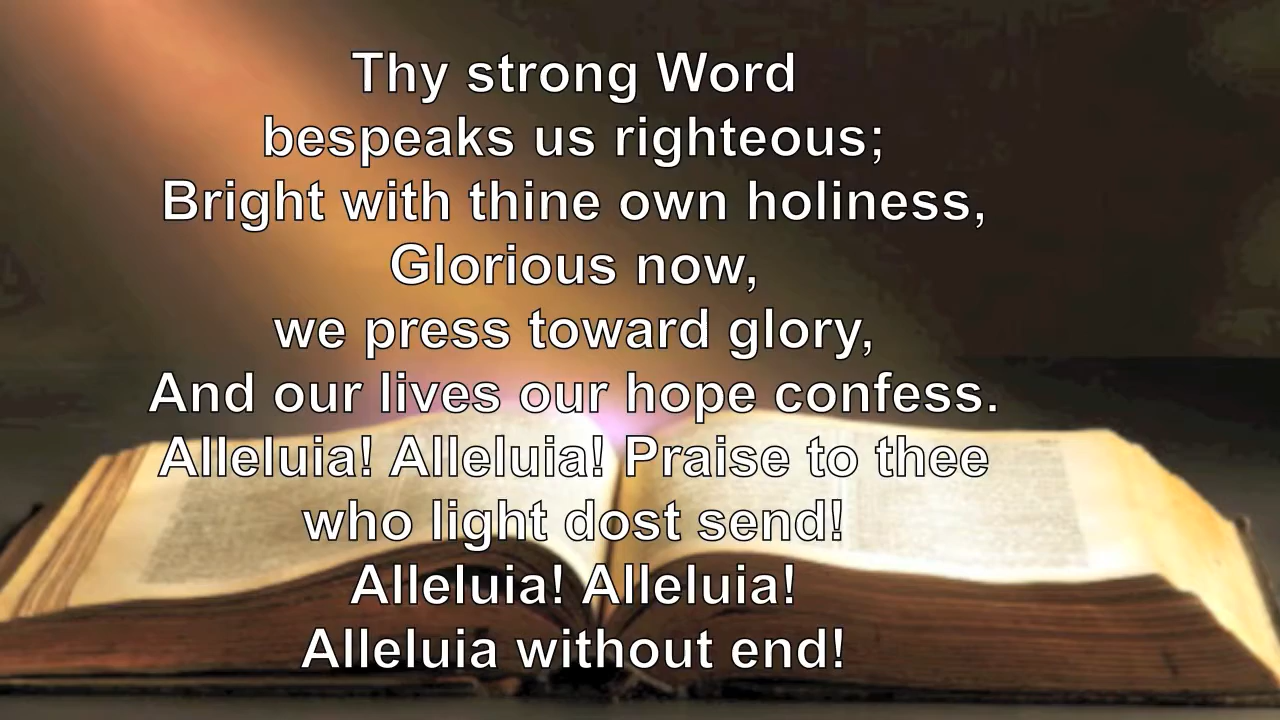 Thy strong Word
bespeaks us righteous;
Bright with thine own holiness,
Glorious now,
we press toward glory,
And our lives our hope confess.
Alleluia! Alleluia! Praise to thee
who light dost send!
Alleluia! Alleluia!
Alleluia without end!